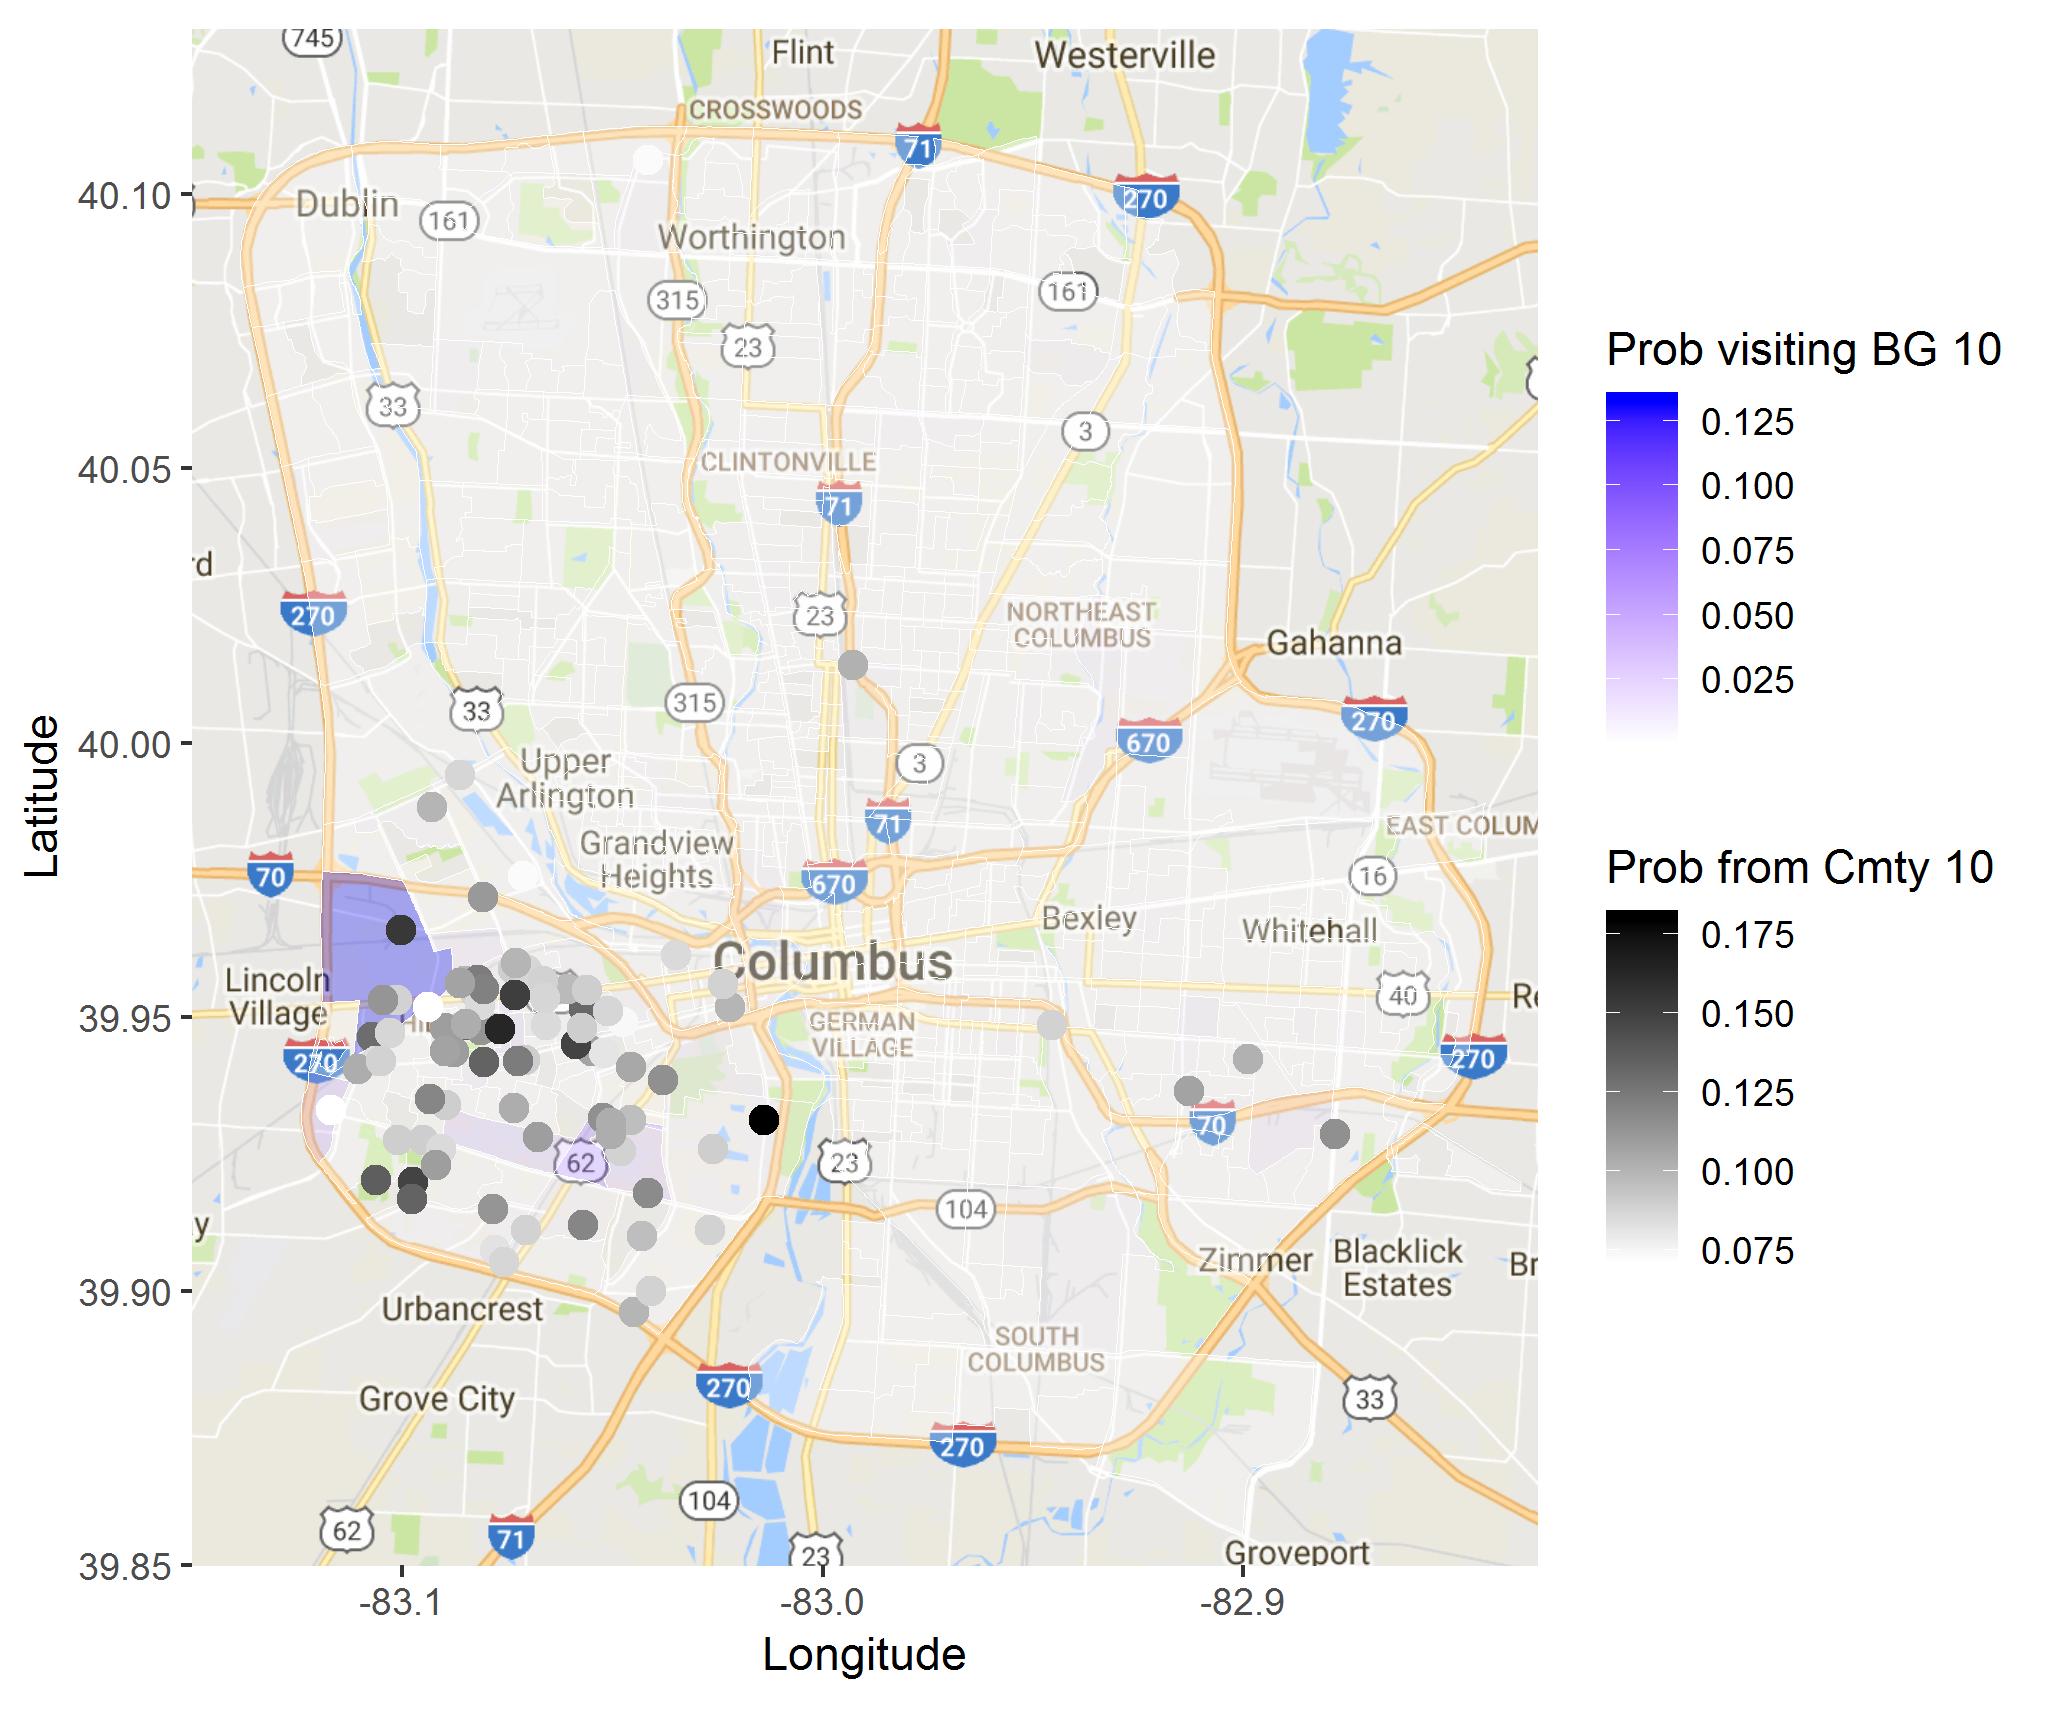 745
Flint
Westerville
CROSSWOODS
71
40.10
Dublin
161
270
Worthington
315
161
23
33
3
40.05
CLINTONVILLE
71
rd
270
23
NORTHEAST
COLUMBUS
Gahanna
33
315
270
670
40.00
3
Upper
Arlington
71
EAST COLUM
Grandview
Heights
70
670
16
Bexley
Whitehall
Columbus
Lincoln
Village
40
Re
39.95
GERMAN
VILLAGE
270
270
70
62
23
104
y
Zimmer
Blacklick
Estates
Br
39.90
Urbancrest
SOUTH
COLUMBUS
270
Grove City
33
270
104
62
71
23
Groveport
39.85
-83.1
-83.0
-82.9
Longitude
Latitude
Prob visiting BG 10
0.125
0.100
0.075
0.050
0.025
Prob from Cmty 10
0.175
0.150
0.125
0.100
0.075